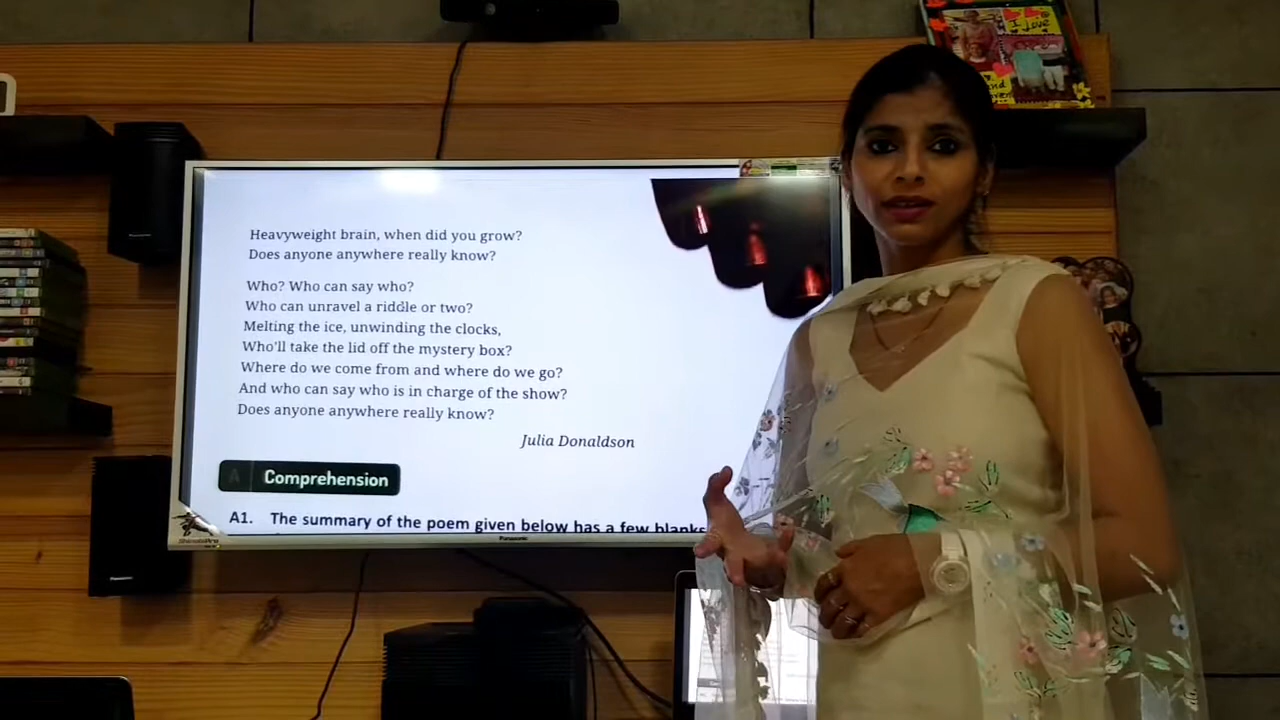 I Love
Heavyweight brain, when did you grow?
Does anyone anywhere really know?
Who? Who can say who?
Who can unravel a riddle or two?
Melting the ice, unwinding the clocks,
Who'll take the lid off the mystery box?
Where do we come from and where do we go?
And who can say who is in charge of the show?
Does anyone anywhere really know?
Julia Donaldson
A Comprehension
A1. The summary of the poem given below has a few blanks
Panasonic